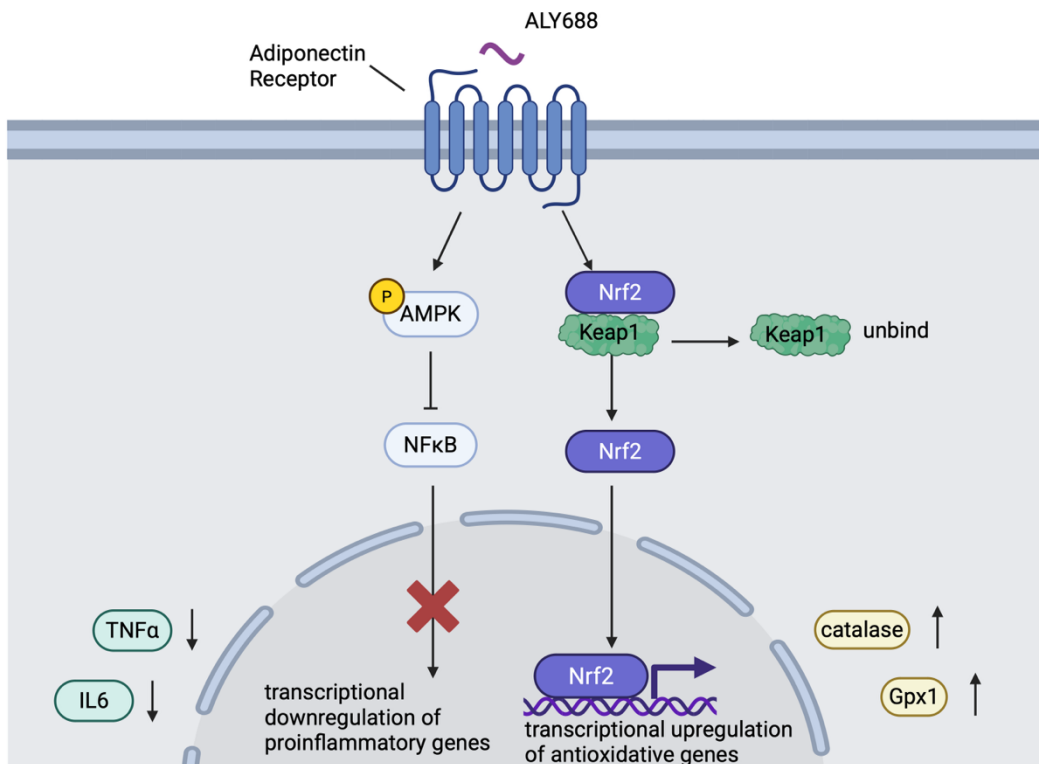 ALY688
Adiponectin
Receptor
P
AMPK
Nrf2
Keap1
Keap1
unbind
NFκB
Nrf2
TNFα
IL6
catalase
Gpx1
Nrf2
transcriptional
downregulation of
proinflammatory genes
transcriptional upregulation
of antioxidative genes